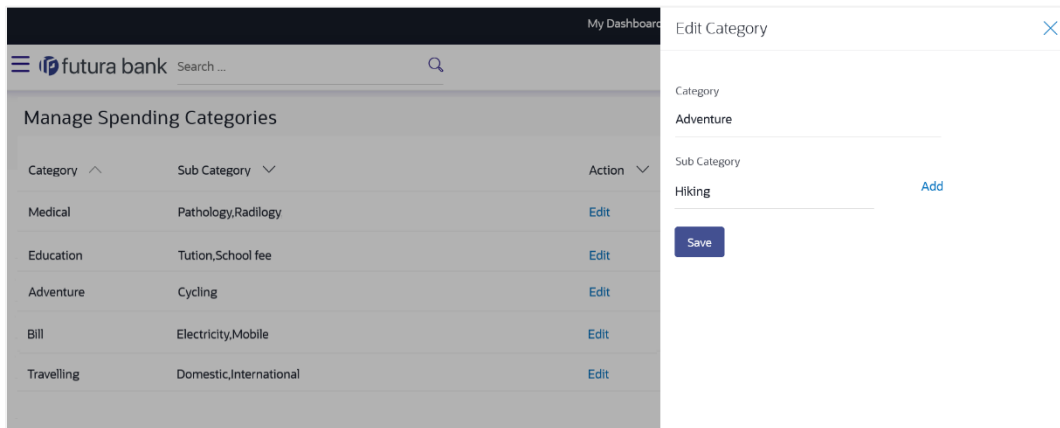 My Dashboard
futura bank Search ...
Manage Spending Categories
Category Sub Category Action
Medical Pathology,Radilogy Edit
Education Tution,School fee Edit
Adventure Cycling Edit
Bill Electricity,Mobile Edit
Travelling Domestic,International Edit
Edit Category
Category
Adventure
Sub Category
Hiking Add
Save